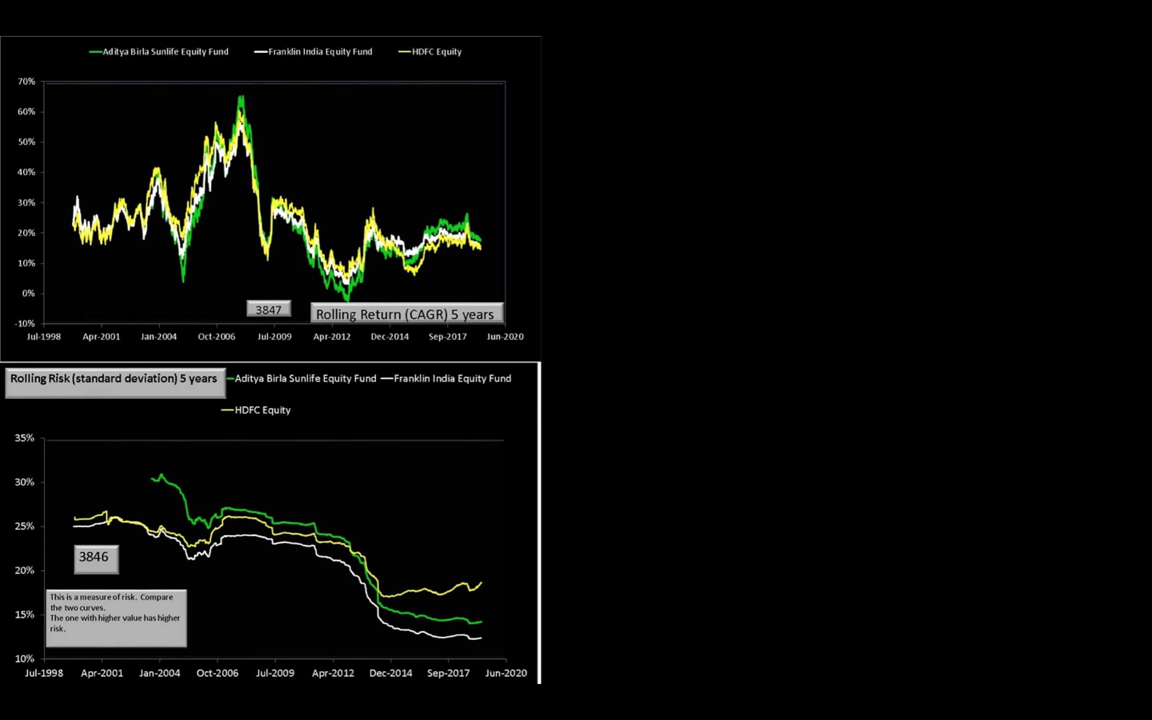 Aditya Birla Sunlife Equity Fund Franklin India Equity Fund HDFC Equity
70%
60%
50%
40%
30%
20%
10%
0%
-10%
3847
Rolling Return (CAGR) 5 years
Jul-1998 Apr-2001 Jan-2004 Oct-2006 Jul-2009 Apr-2012 Dec-2014 Sep-2017 Jun-2020
Rolling Risk (standard deviation) 5 years
Aditya Birla Sunlife Equity Fund Franklin India Equity Fund
HDFC Equity
35%
30%
25%
20%
15%
10%
3846
This is a measure of risk. Compare
the two curves.
The one with higher value has higher
risk.
Jul-1998 Apr-2001 Jan-2004 Oct-2006 Jul-2009 Apr-2012 Dec-2014 Sep-2017 Jun-2020